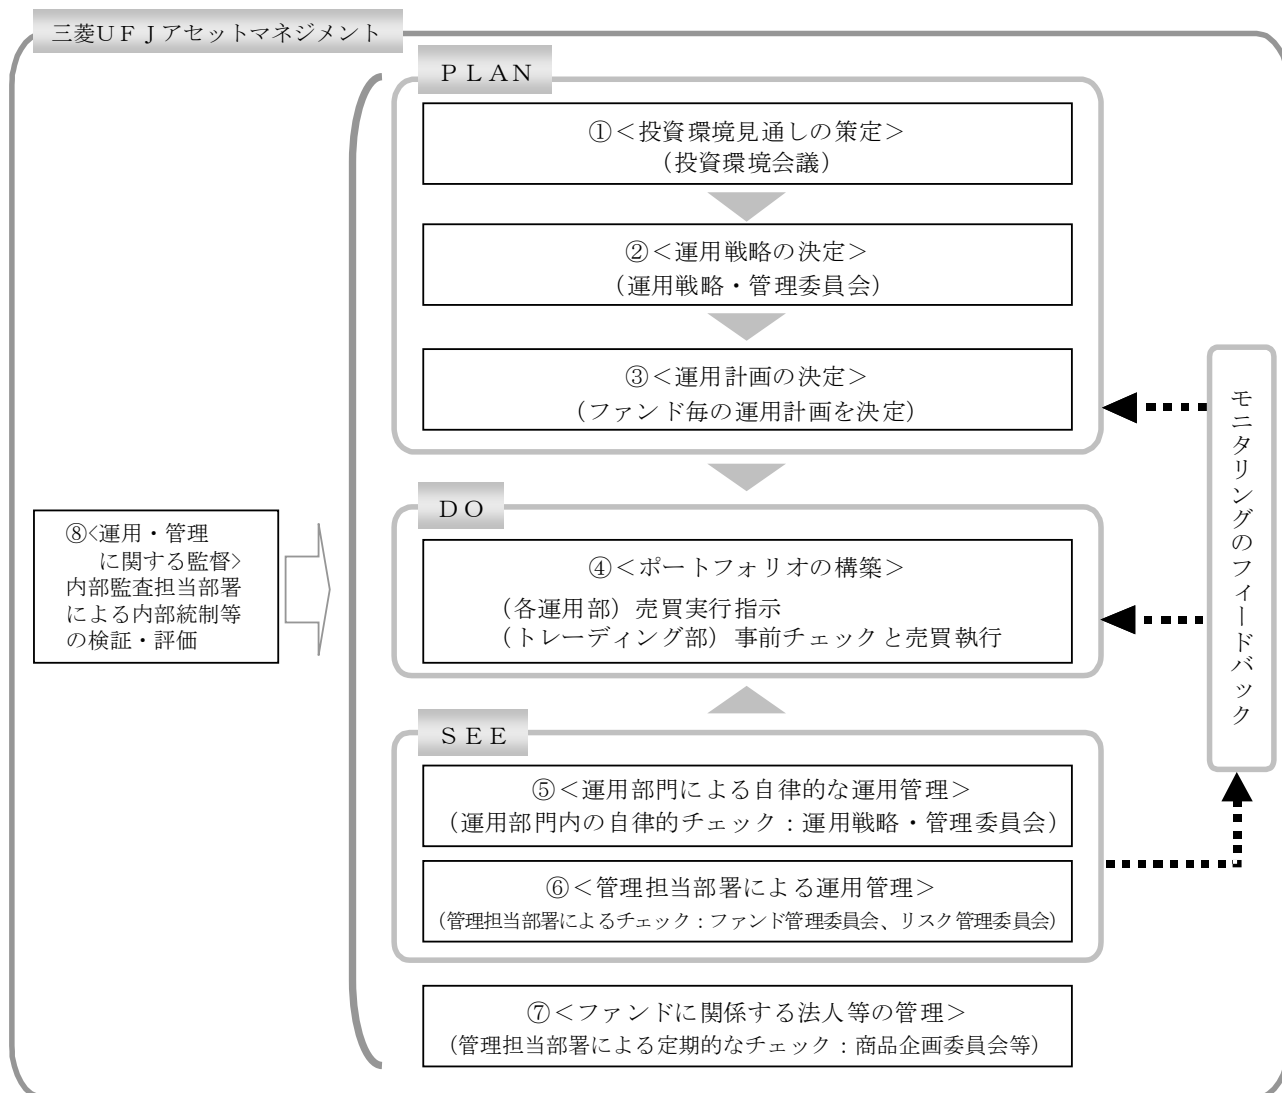 三菱ＵＦＪアセットマネジメント
ＰＬＡＮ
①＜投資環境見通しの策定＞
（投資環境会議）
②＜運用戦略の決定＞
（運用戦略・管理委員会）
③＜運用計画の決定＞
（ファンド毎の運用計画を決定）
ＤＯ
④＜ポートフォリオの構築＞
（各運用部）売買実行指示
（トレーディング部）事前チェックと売買執行
ＳＥＥ
⑤＜運用部門による自律的な運用管理＞
（運用部門内の自律的チェック：運用戦略・管理委員会）
⑥＜管理担当部署による運用管理＞
（管理担当部署によるチェック：ファンド管理委員会、リスク管理委員会）
⑦＜ファンドに関係する法人等の管理＞
（管理担当部署による定期的なチェック：商品企画委員会等）
⑧<運用・管理
に関する監督>
内部監査担当部署
による内部統制等
の検証・評価
モニタリングのフィードバック